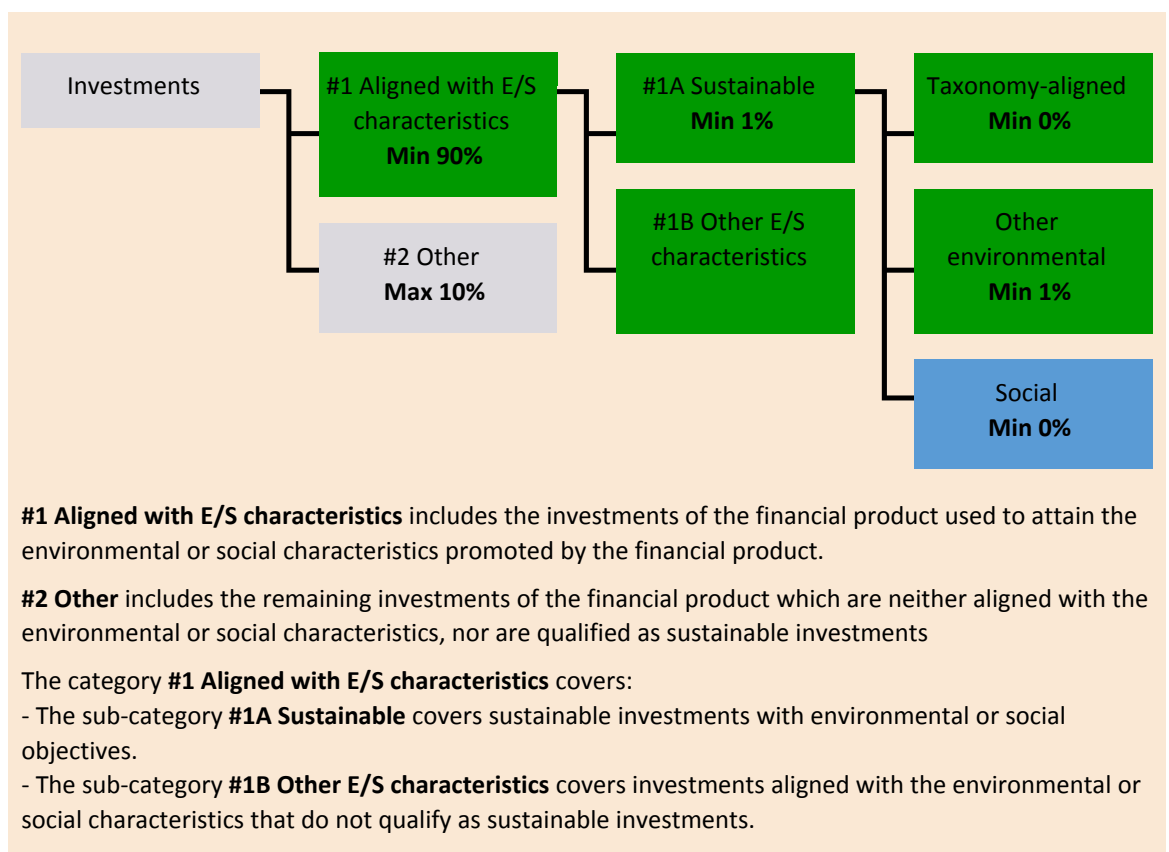 Investments
#1 Aligned with E/S
characteristics
Min 90%
#2 Other
Max 10%
#1A Sustainable
Min 1%
#1B Other E/S
characteristics
Taxonomy-aligned
Min 0%
Other
environmental
Min 1%
Social
Min 0%
#1 Aligned with E/S characteristics includes the investments of the financial product used to attain the
environmental or social characteristics promoted by the financial product.
#2 Other includes the remaining investments of the financial product which are neither aligned with the
environmental or social characteristics, nor are qualified as sustainable investments
The category #1 Aligned with E/S characteristics covers:
- The sub-category #1A Sustainable covers sustainable investments with environmental or social
objectives.
- The sub-category #1B Other E/S characteristics covers investments aligned with the environmental or
social characteristics that do not qualify as sustainable investments.